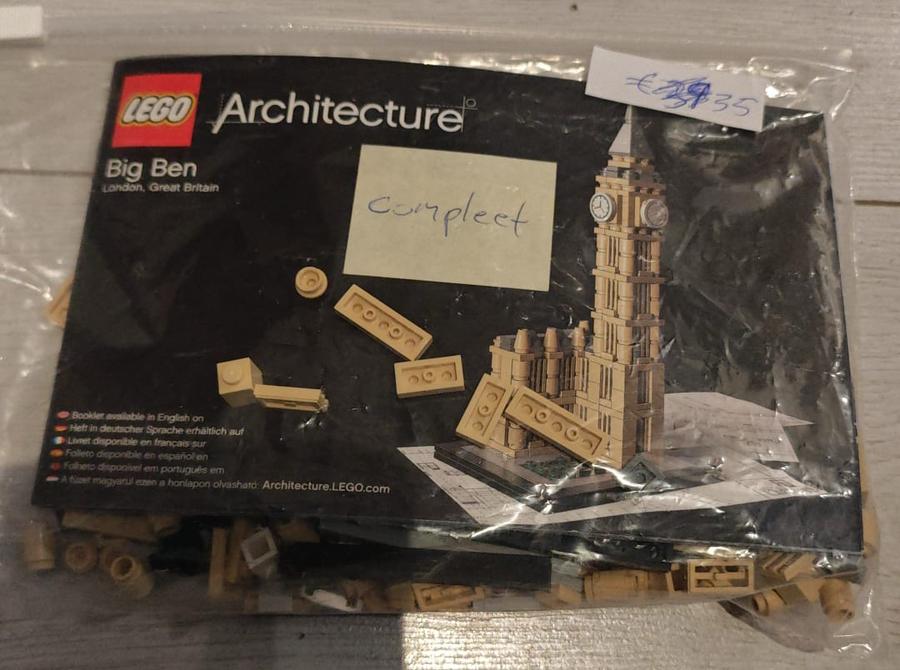 LEGO Architecture
Big Ben
London, Great Britain
€ 35
compleet
Booklet available in English on
Heft in deutscher Sprache erhältlich auf
Livret disponible en français sur
Folleto disponible en español en
Folheto disponível em português em
A füzet magyarul ezen a honlapon olvasható: Architecture.LEGO.com